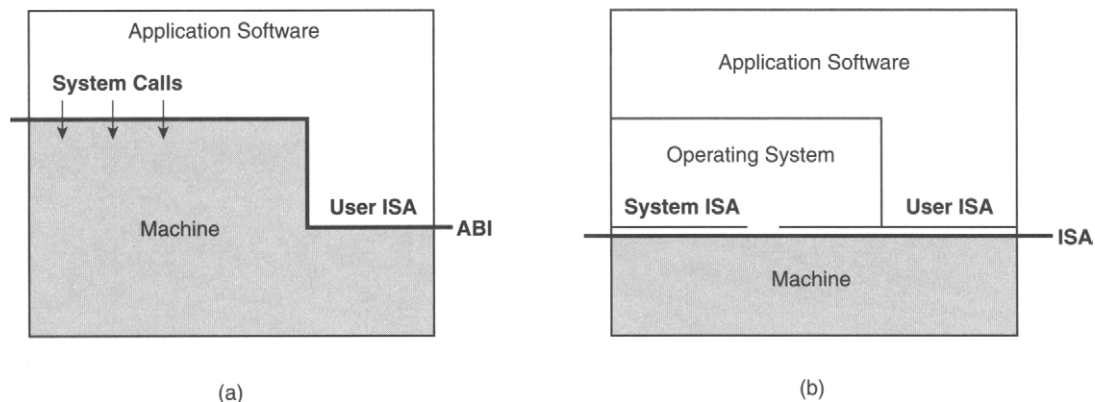 Application Software
System Calls
User ISA
Machine
ABI
(a)
Application Software
Operating System
System ISA
User ISA
ISA
Machine
(b)